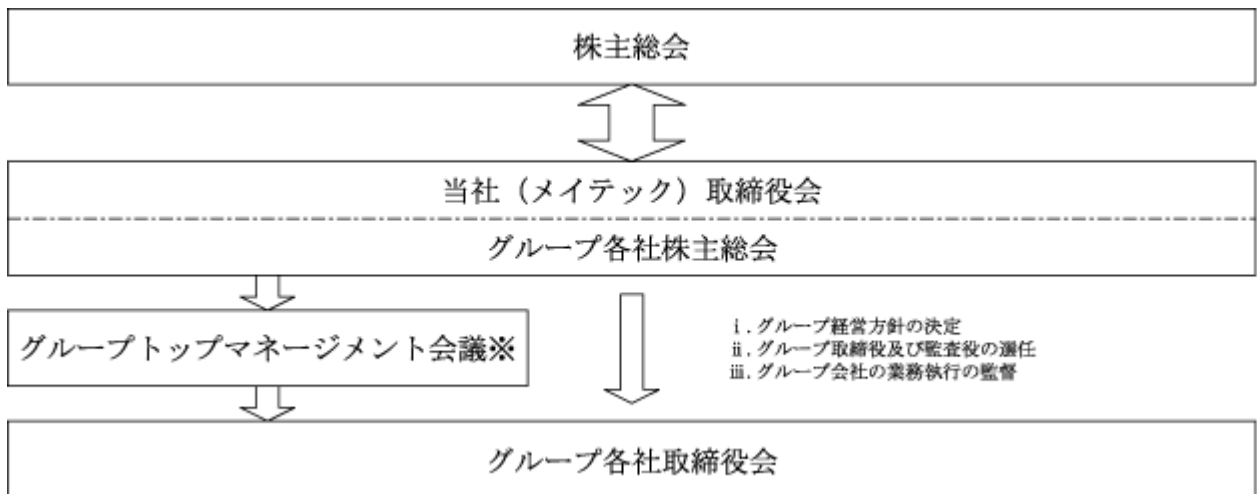 株主総会
当社（メイテック）取締役会
グループ各社株主総会
グループトップマネージメント会議※
ⅰ．グループ経営方針の決定
ⅱ．グループ取締役及び監査役の選任
ⅲ．グループ会社の業務執行の監督
グループ各社取締役会